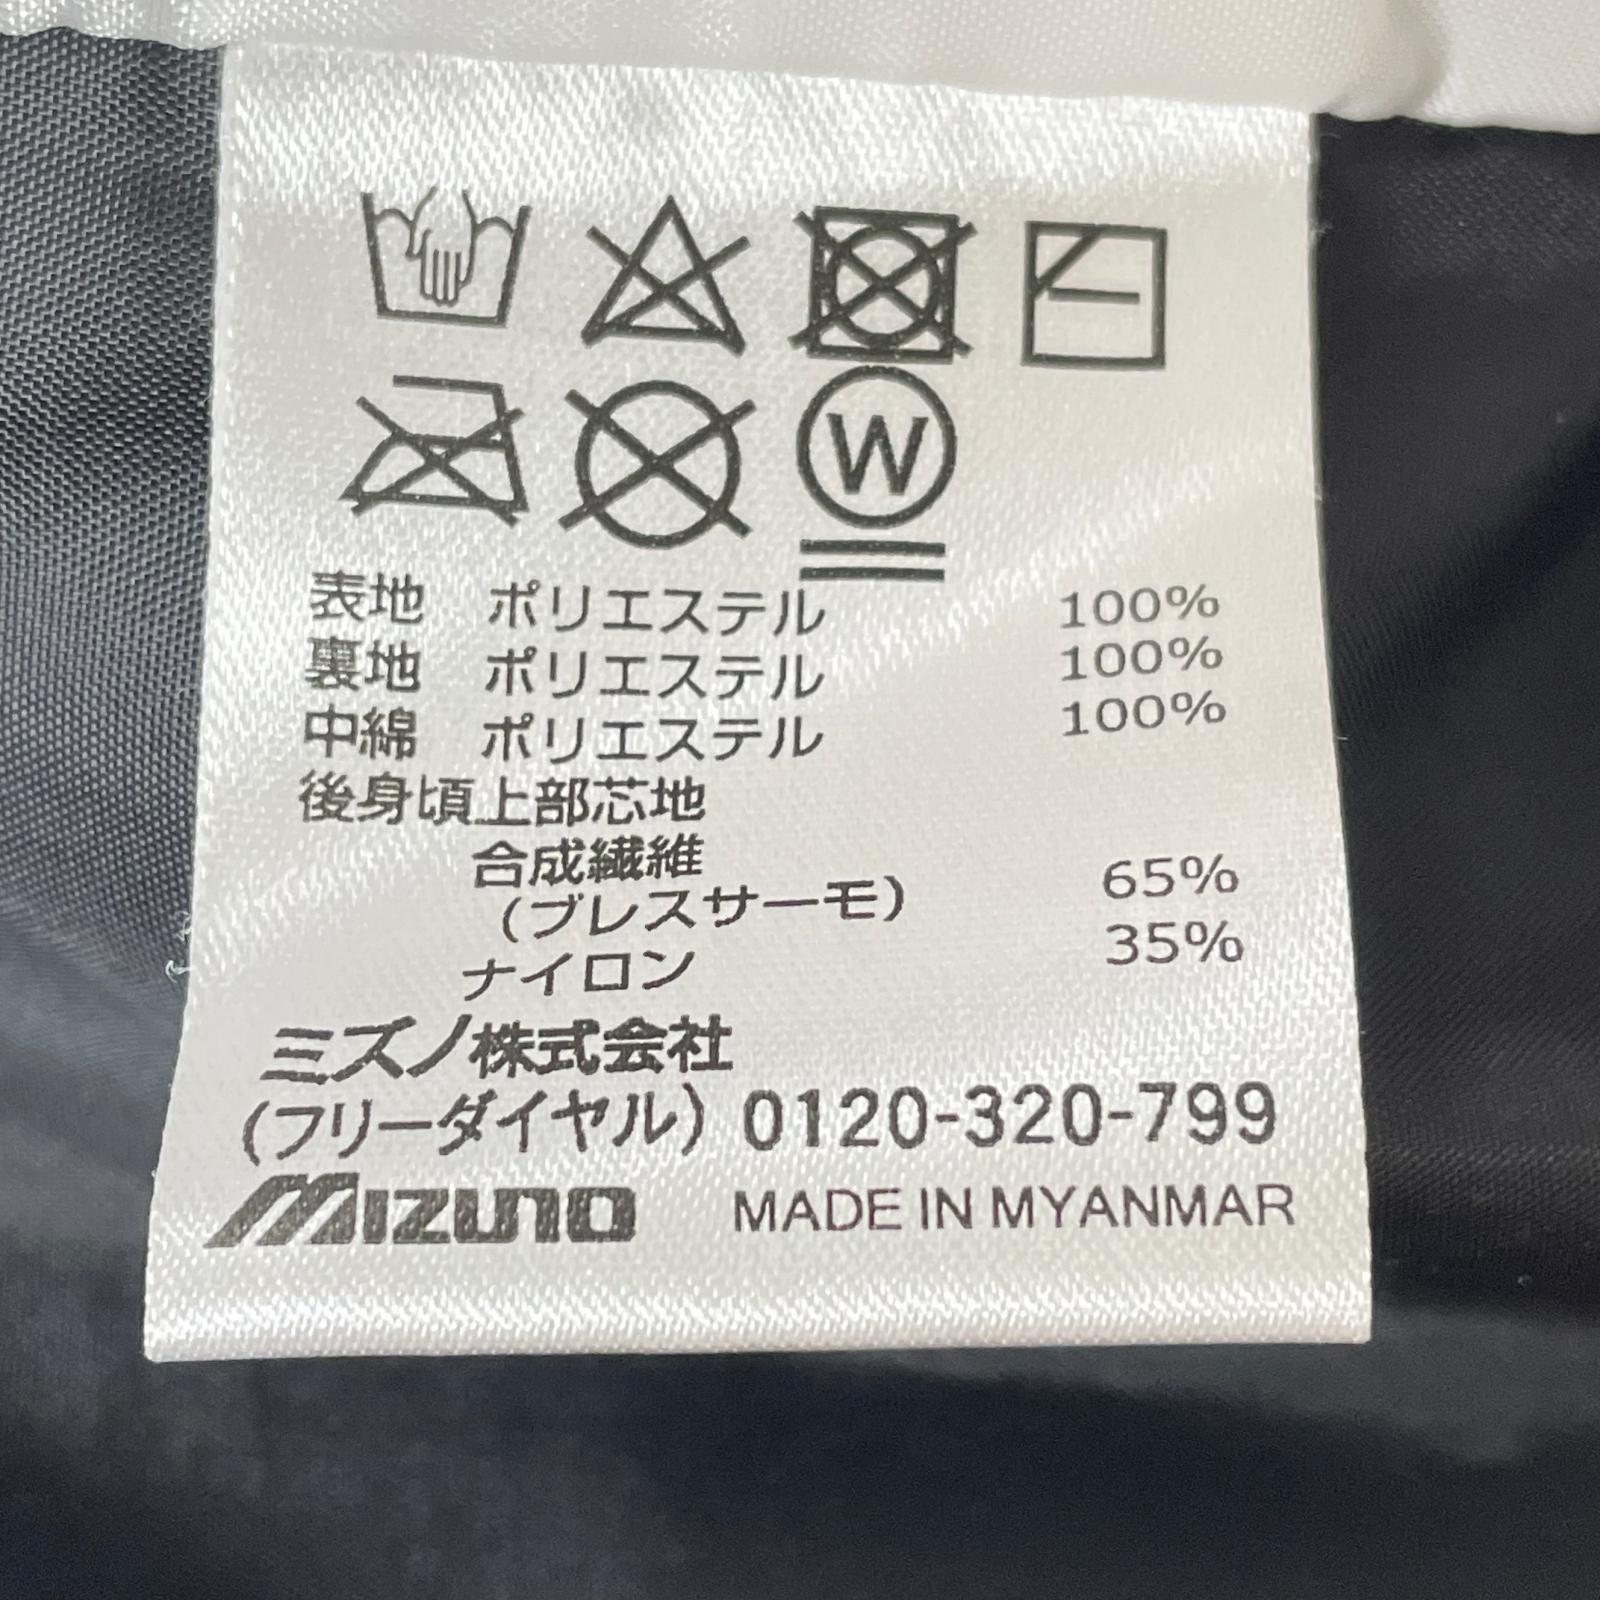 W
表地 ポリエステル 100%
裏地 ポリエステル 100%
中綿 ポリエステル 100%
後身頃上部芯地
合成繊維
(ブレスサーモ) 65%
ナイロン 35%
ミズノ株式会社
(フリーダイヤル) 0120-320-799
MIZUNO MADE IN MYANMAR